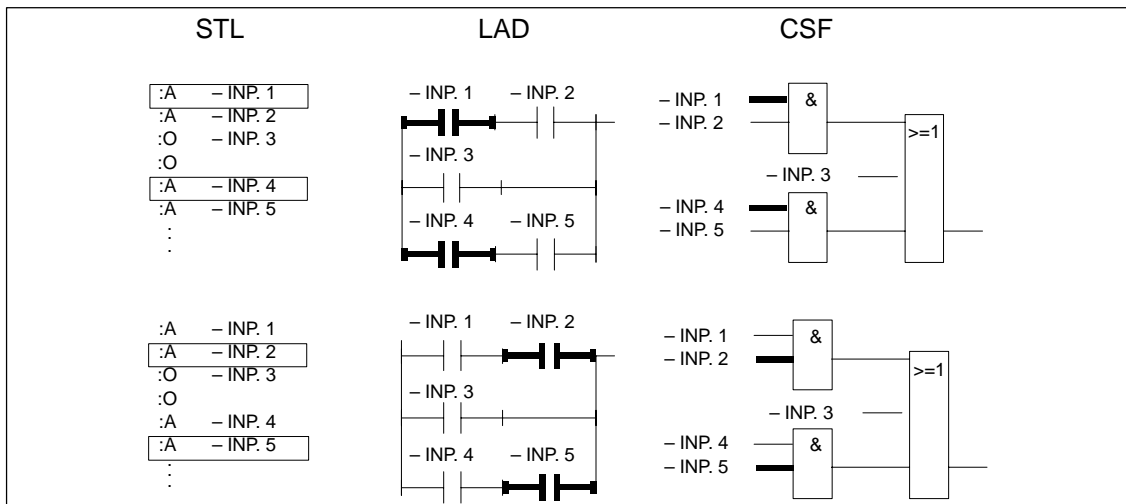 STL LAD CSF
:A – INP. 1
:A – INP. 2
:O – INP. 3
:O
:A – INP. 4
:A – INP. 5
:
– INP. 1 – INP. 2
– INP. 3
– INP. 4 – INP. 5
– INP. 1 &
– INP. 2
>=1
– INP. 3
– INP. 4 &
– INP. 5
:A – INP. 1
:A – INP. 2
:O – INP. 3
:O
:A – INP. 4
:A – INP. 5
:
– INP. 1 – INP. 2
– INP. 3
– INP. 4 – INP. 5
– INP. 1 &
– INP. 2
>=1
– INP. 3
– INP. 4 &
– INP. 5